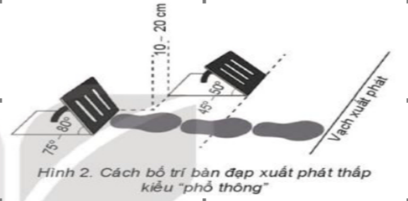 10 – 20 cm
45 – 50°
75° – 80°
Vạch xuất phát
Hình 2. Cách bố trí bàn đạp xuất phát thấp
kiểu "phổ thông"